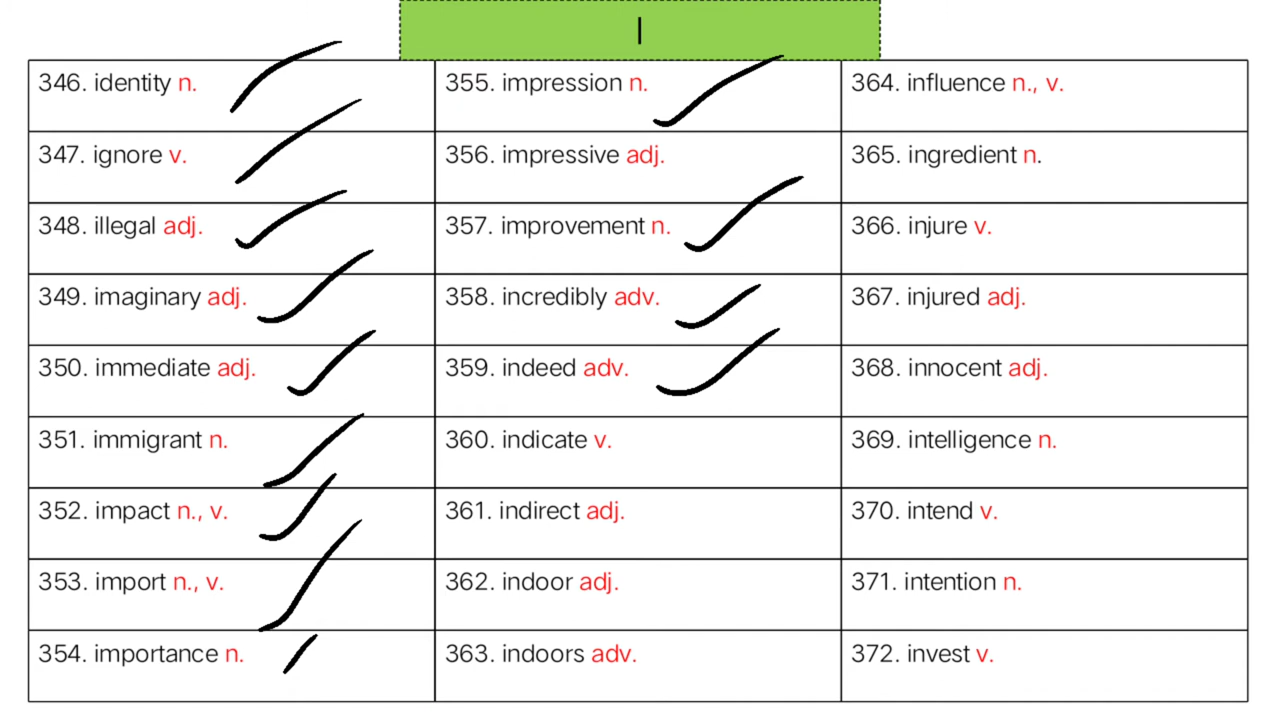 I
346. identity n.
347. ignore v.
348. illegal adj.
349. imaginary adj.
350. immediate adj.
351. immigrant n.
352. impact n., v.
353. import n., v.
354. importance n.
355. impression n.
356. impressive adj.
357. improvement n.
358. incredibly adv.
359. indeed adv.
360. indicate v.
361. indirect adj.
362. indoor adj.
363. indoors adv.
364. influence n., v.
365. ingredient n.
366. injure v.
367. injured adj.
368. innocent adj.
369. intelligence n.
370. intend v.
371. intention n.
372. invest v.